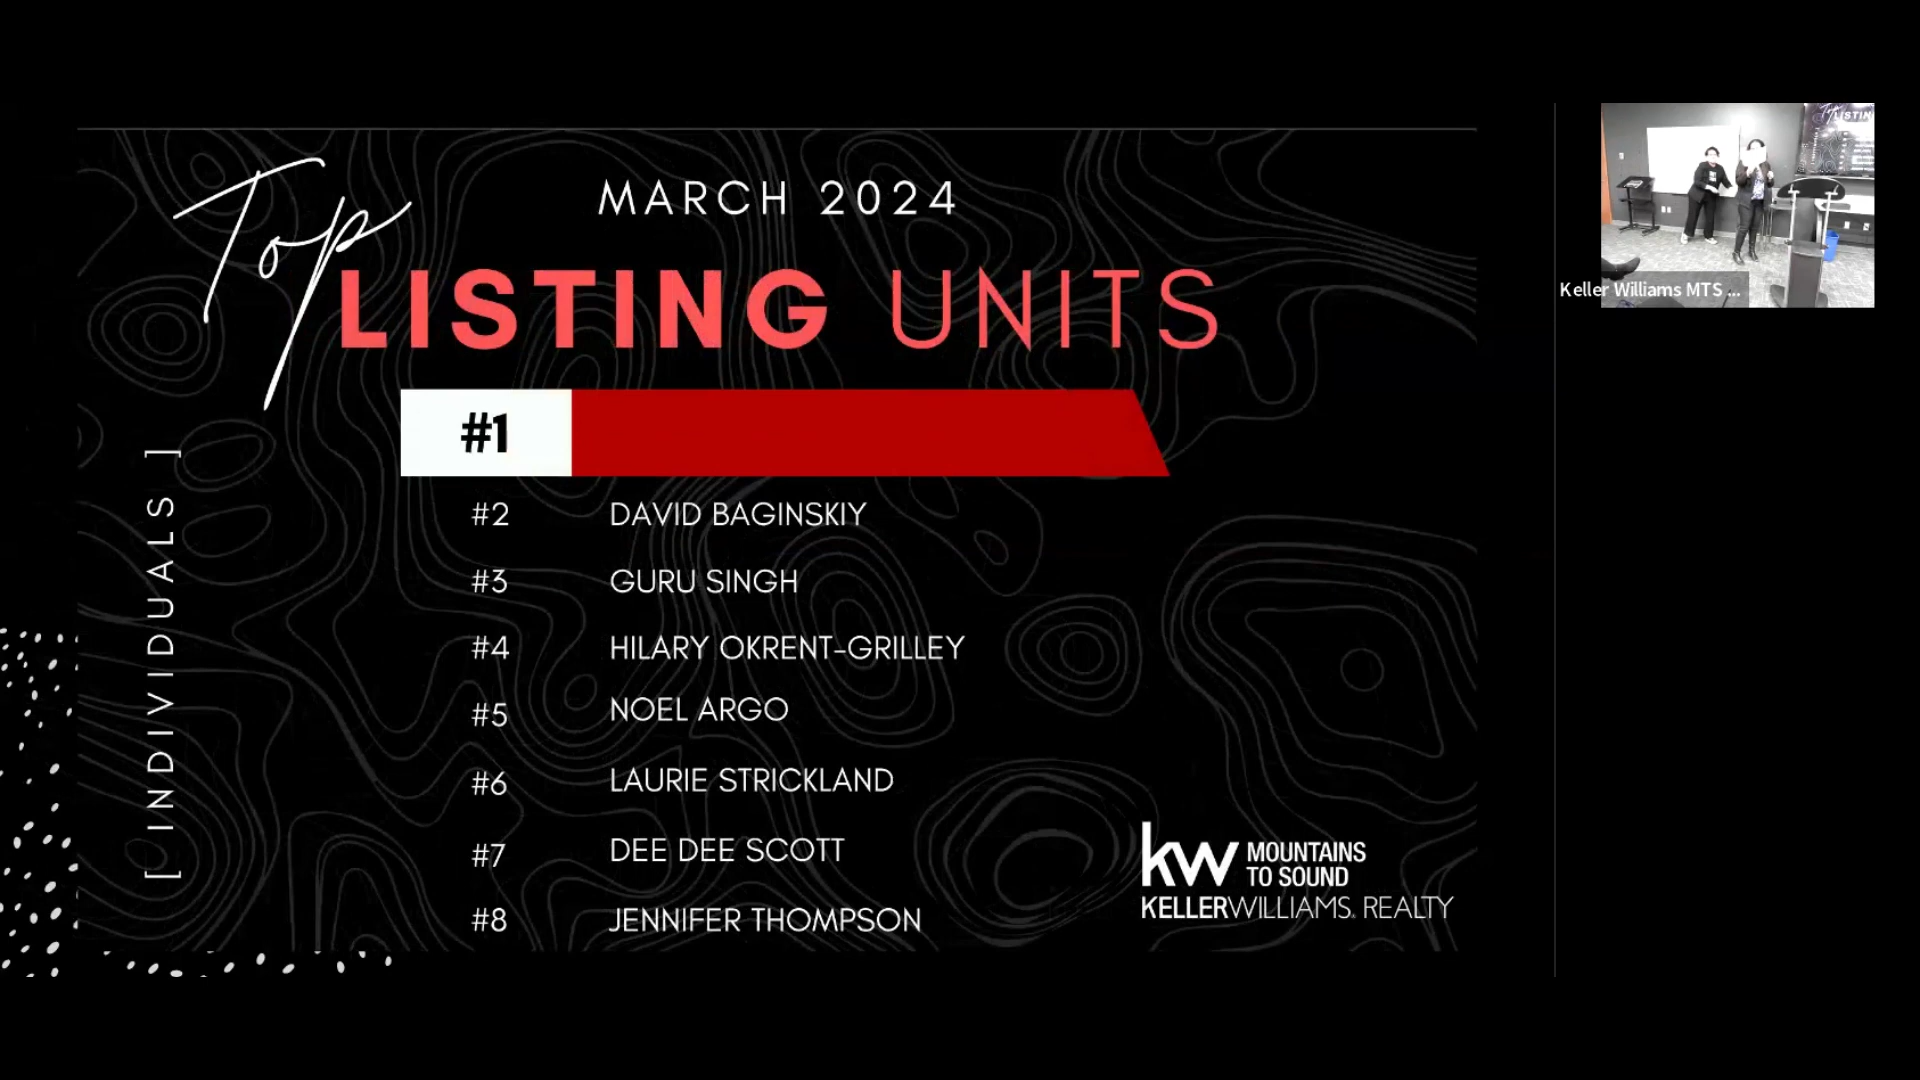 MARCH 2024
Top
LISTING UNITS
[ INDIVIDUALS ]
#1
#2 DAVID BAGINSKIY
#3 GURU SINGH
#4 HILARY OKRENT-GRILLEY
#5 NOEL ARGO
#6 LAURIE STRICKLAND
#7 DEE DEE SCOTT
#8 JENNIFER THOMPSON
kw MOUNTAINS
TO SOUND
KELLERWILLIAMS. REALTY
Top
LISTIN
Keller Williams MTS ...